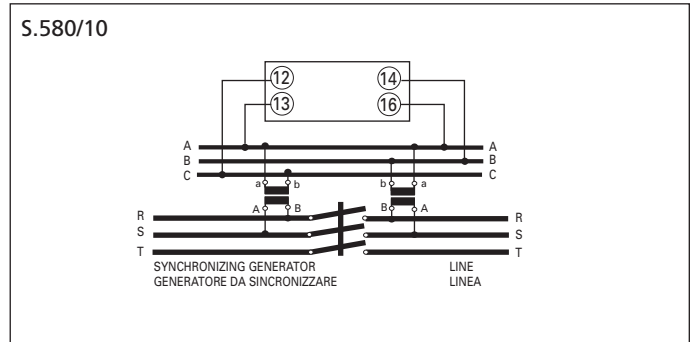 S.580/10
12 14
13 16
A A
B B
C C
a b b a
A B B A
R R
S S
T T
SYNCHRONIZING GENERATOR LINE
GENERATORE DA SINCRONIZZARE LINEA